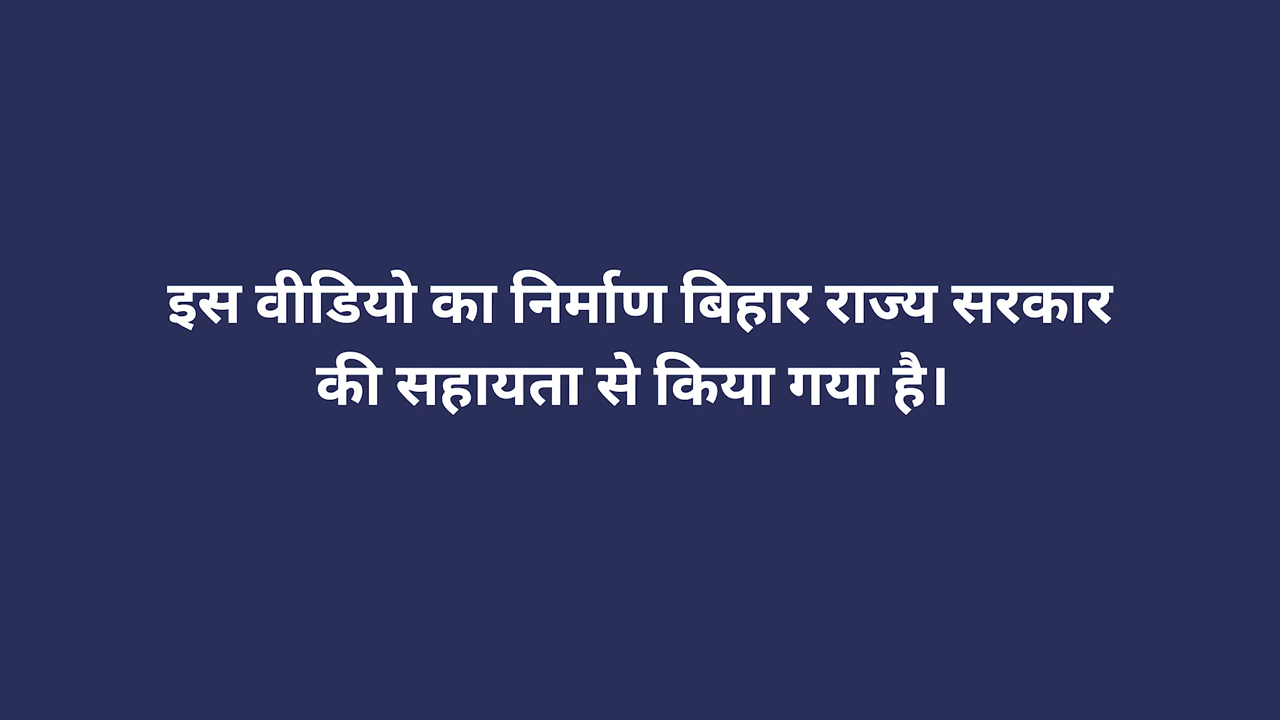 इस वीडियो का निर्माण बिहार राज्य सरकार
की सहायता से किया गया है।